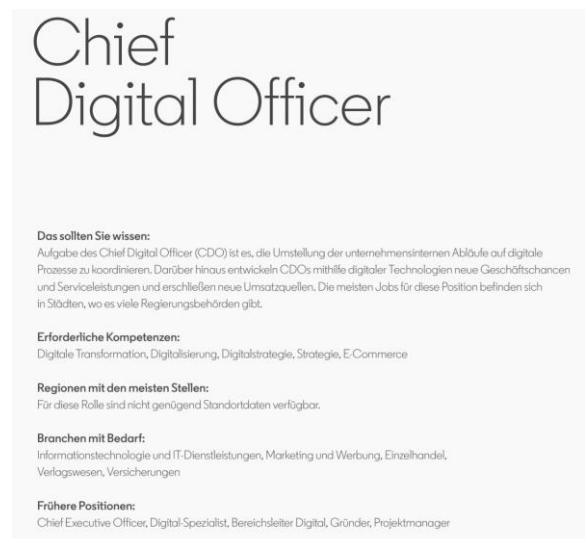 Chief
Digital Officer
Das sollten Sie wissen:
Aufgabe des Chief Digital Officer (CDO) ist es, die Umstellung der unternehmensinternen Abläufe auf digitale
Prozesse zu koordinieren. Darüber hinaus entwickeln CDOs mithilfe digitaler Technologien neue Geschäftschancen
und Serviceleistungen und erschließen neue Umsatzquellen. Die meisten Jobs für diese Position befinden sich
in Städten, wo es viele Regierungsbehörden gibt.
Erforderliche Kompetenzen:
Digitale Transformation, Digitalisierung, Digitalstrategie, Strategie, E-Commerce
Regionen mit den meisten Stellen:
Für diese Rolle sind nicht genügend Standortdaten verfügbar.
Branchen mit Bedarf:
Informationstechnologie und IT-Dienstleistungen, Marketing und Werbung, Einzelhandel,
Verlagswesen, Versicherungen
Frühere Positionen:
Chief Executive Officer, Digital-Spezialist, Bereichsleiter Digital, Gründer, Projektmanager